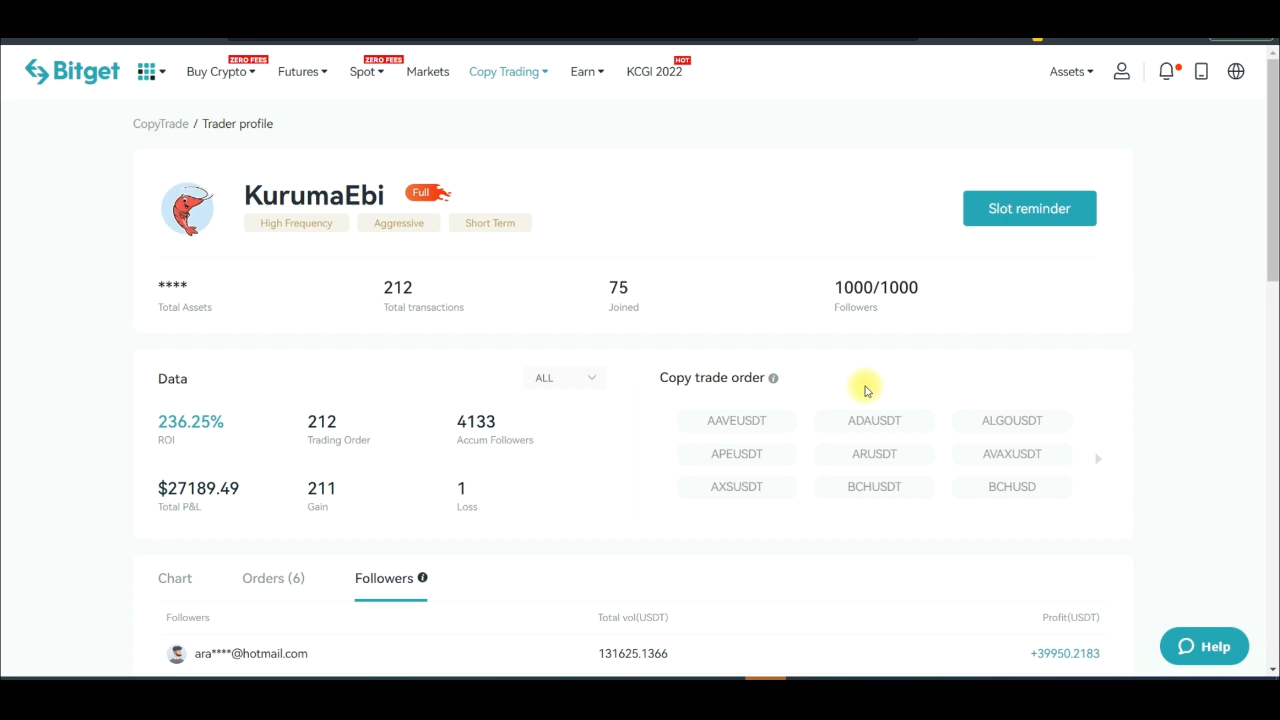 Bitget
ZERO FEES
Buy Crypto
Futures
ZERO FEES
Spot
Markets
Copy Trading
Earn
HOT
KCGI 2022
Assets
CopyTrade / Trader profile
KurumaEbi
Full
High Frequency
Aggressive
Short Term
Slot reminder
**** 212 75 1000/1000
Total Assets Total transactions Joined Followers
Data
ALL
236.25% 212 4133
ROI Trading Order Accum Followers
$27189.49 211 1
Total P&L Gain Loss
Copy trade order
AAVEUSDT ADAUSDT ALGOUSDT
APEUSDT ARUSDT AVAXUSDT
AXSUSDT BCHUSDT BCHUSD
Chart Orders (6) Followers
Followers Total vol(USDT) Profit(USDT)
ara****@hotmail.com 131625.1366 +39950.2183
Help